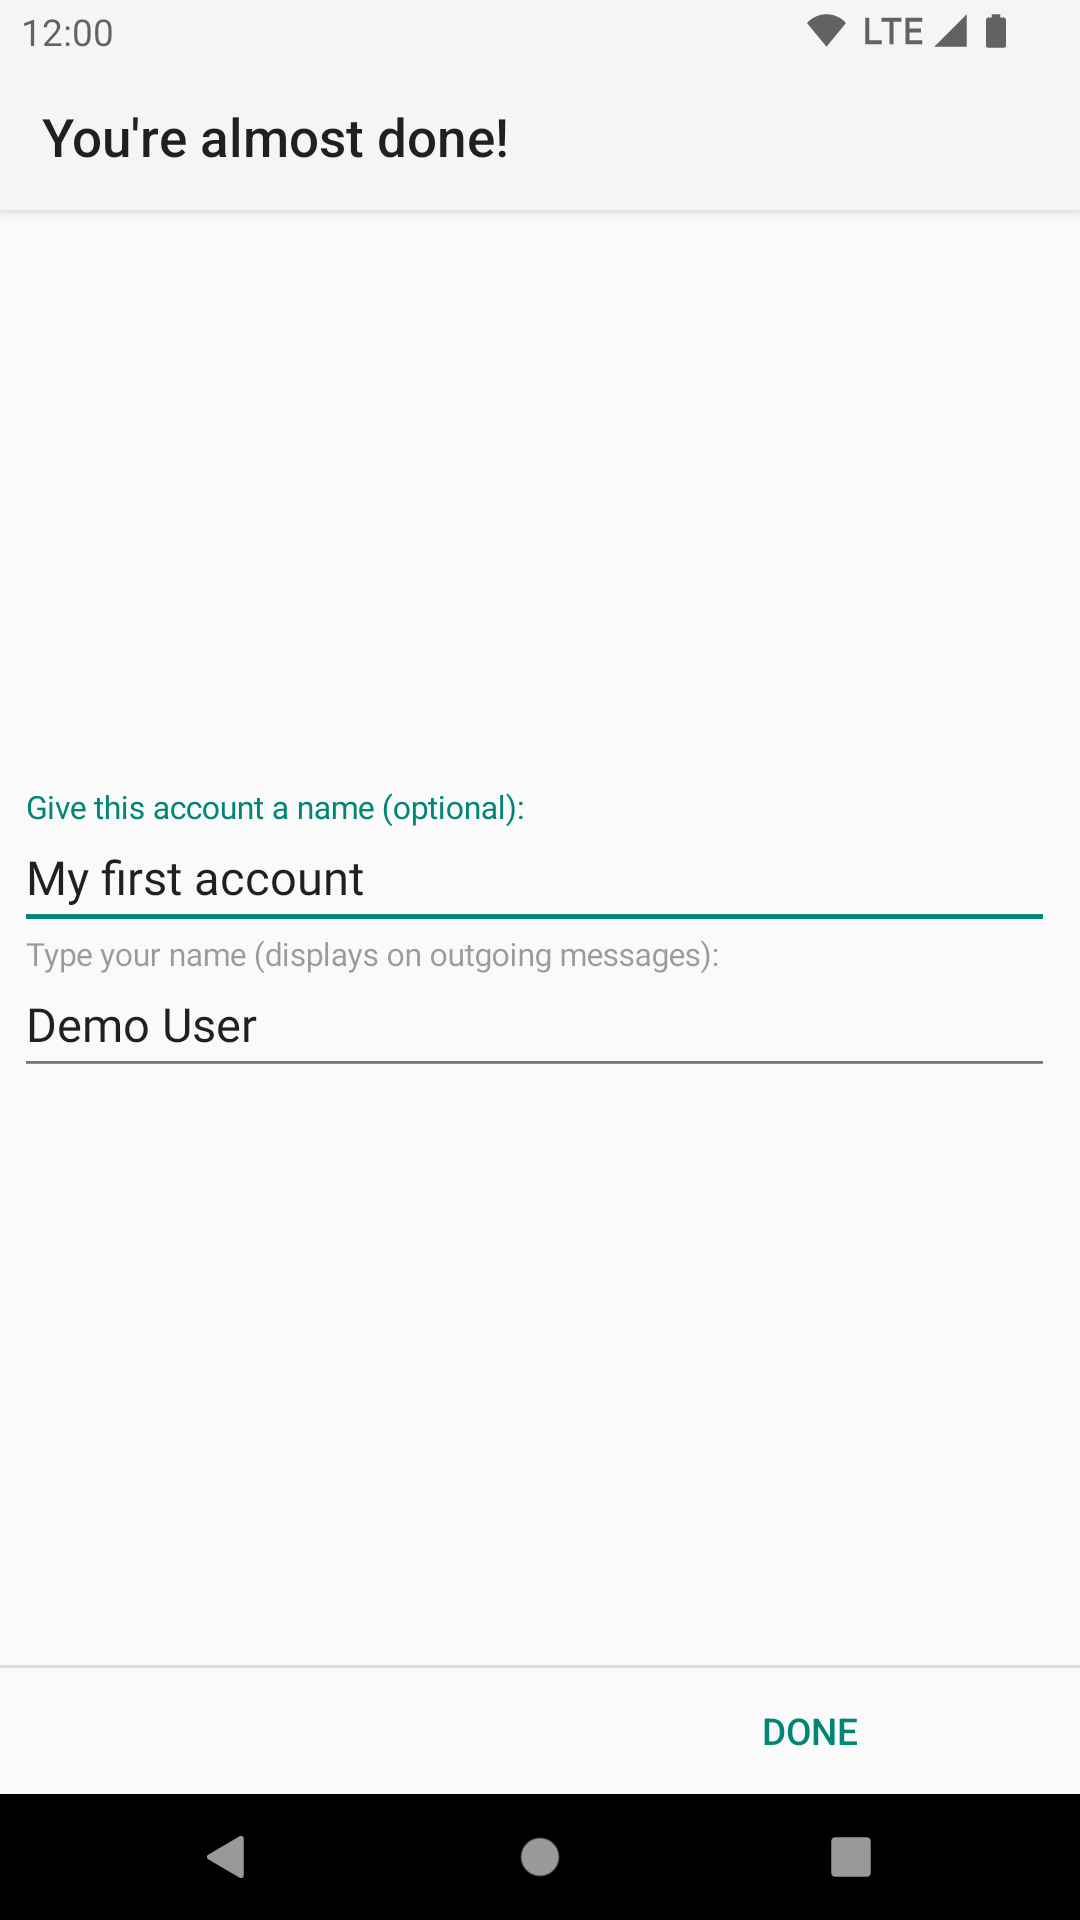 12:00
LTE
You're almost done!
Give this account a name (optional):
My first account
Type your name (displays on outgoing messages):
Demo User
DONE